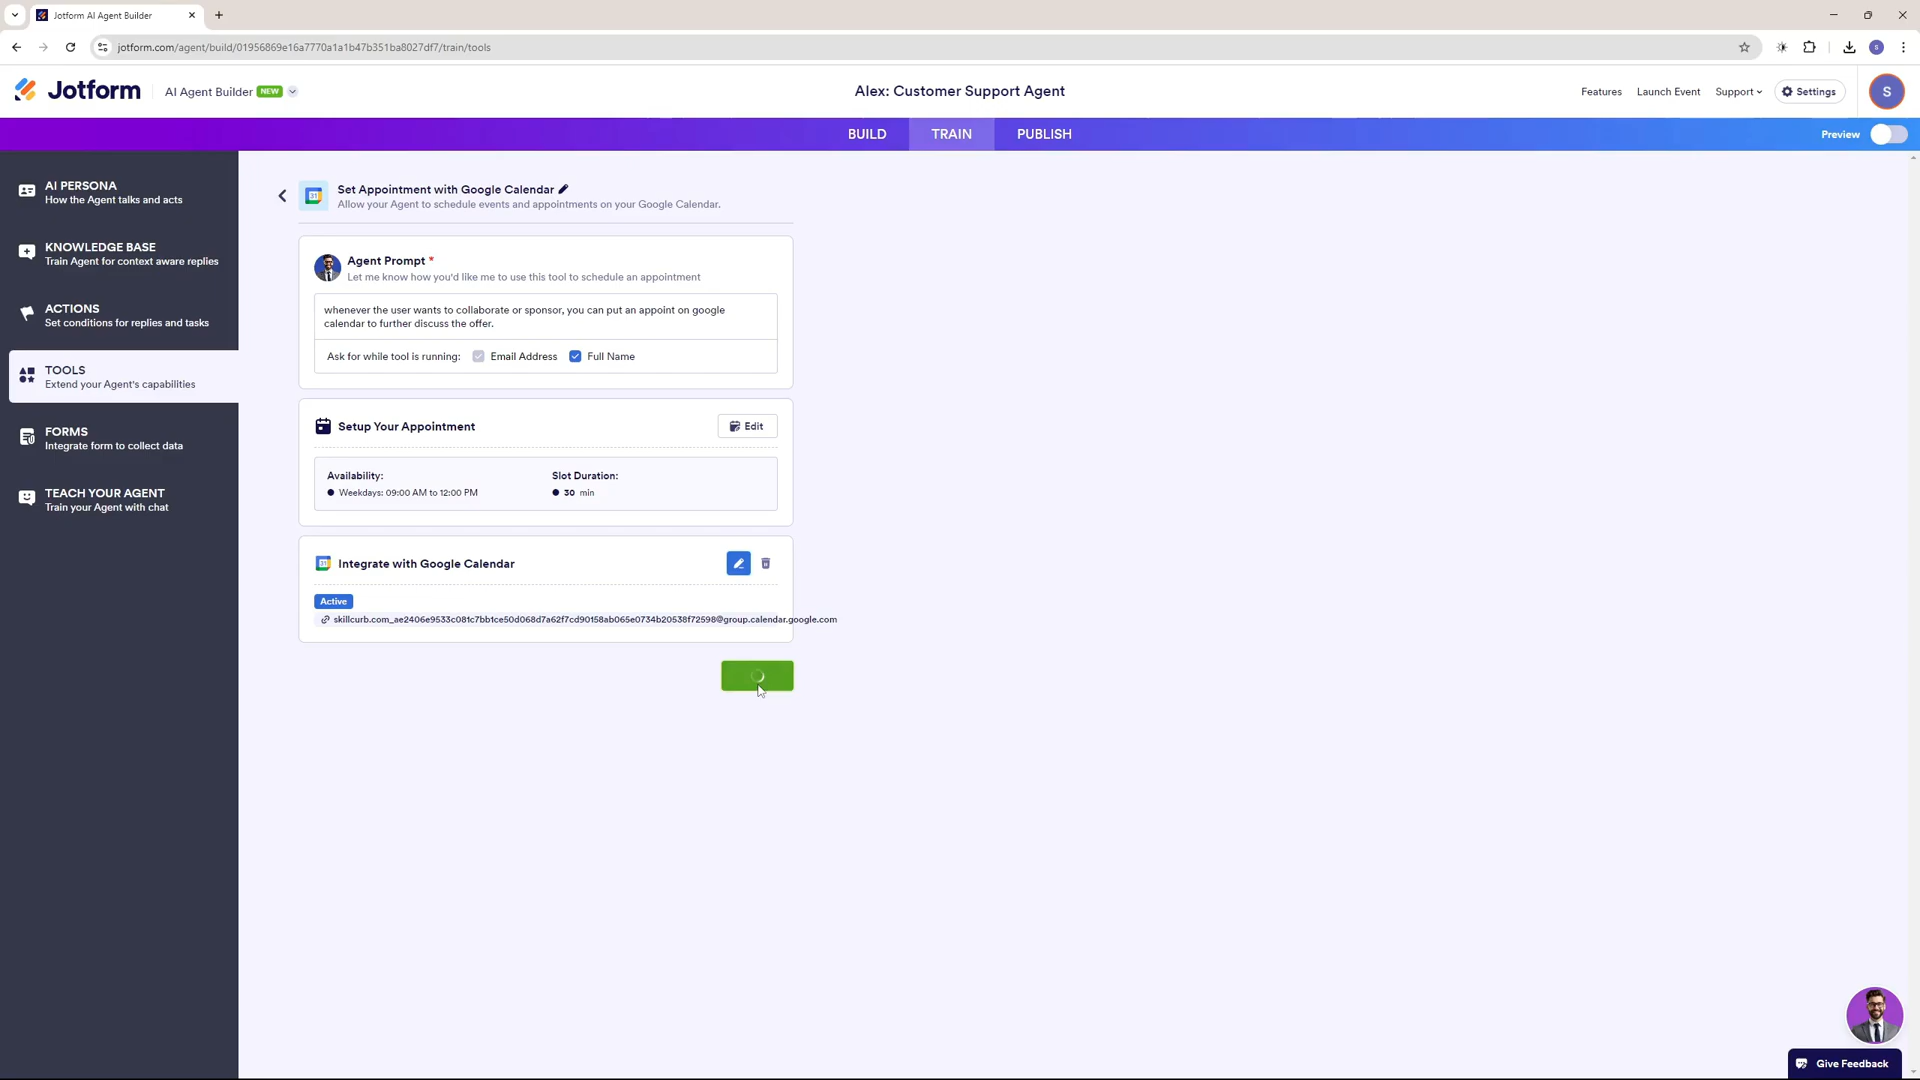 Jotform AI Agent Builder
jotform.com/agent/build/01956869e16a7770a1a1b47b351ba8027df7/train/tools
S
Jotform
AI Agent Builder NEW
Alex: Customer Support Agent
Features
Launch Event
Support
Settings
S
BUILD
TRAIN
PUBLISH
Preview
AI PERSONA
How the Agent talks and acts
KNOWLEDGE BASE
Train Agent for context aware replies
ACTIONS
Set conditions for replies and tasks
TOOLS
Extend your Agent's capabilities
FORMS
Integrate form to collect data
TEACH YOUR AGENT
Train your Agent with chat
31
Set Appointment with Google Calendar
Allow your Agent to schedule events and appointments on your Google Calendar.
Agent Prompt *
Let me know how you'd like me to use this tool to schedule an appointment
whenever the user wants to collaborate or sponsor, you can put an appoint on google
calendar to further discuss the offer.
Ask for while tool is running:
Email Address
Full Name
Setup Your Appointment
Edit
Availability:
Weekdays: 09:00 AM to 12:00 PM
Slot Duration:
30 min
31
Integrate with Google Calendar
Active
skillcurb.com_ae2406e9533c081c7bb1ce50d068d7a62f7cd90158ab065e0734b20538f72598@group.calendar.google.com
Give Feedback